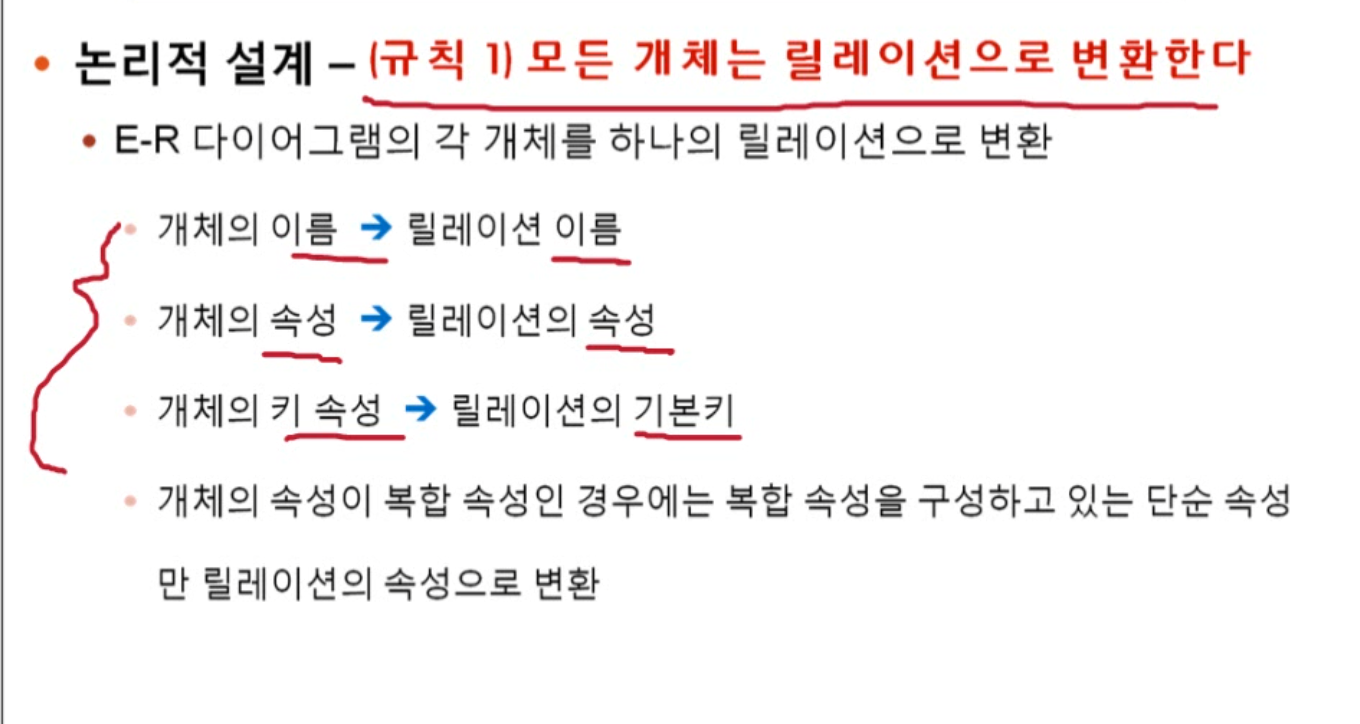 • 논리적 설계 – (규칙 1) 모든 개체는 릴레이션으로 변환한다
• E-R 다이어그램의 각 개체를 하나의 릴레이션으로 변환
• 개체의 이름 ➔ 릴레이션 이름
• 개체의 속성 ➔ 릴레이션의 속성
• 개체의 키 속성 ➔ 릴레이션의 기본키
• 개체의 속성이 복합 속성인 경우에는 복합 속성을 구성하고 있는 단순 속성
만 릴레이션의 속성으로 변환